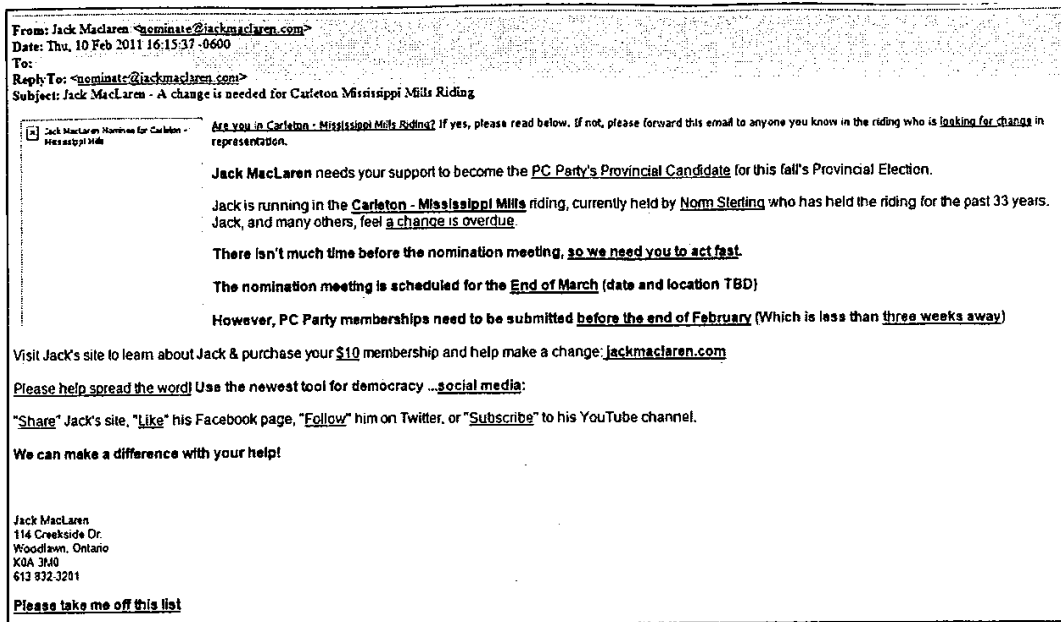 From: Jack Maclaren <nominate@jackmaclaren.com>
Date: Thu, 10 Feb 2011 16:15:37 -0600
To:
ReplyTo: <nominate@jackmaclaren.com>
Subject: Jack MacLaren - A change is needed for Carleton Mississippi Mills Riding
Jack MacLaren Nominee for Carleton -
Mississippi Mills
Are you in Carleton - Mississippi Mills Riding? If yes, please read below. If not, please forward this email to anyone you know in the riding who is looking for change in
representation.
Jack MacLaren needs your support to become the PC Party's Provincial Candidate for this fall's Provincial Election.
Jack is running in the Carleton - Mississippi Mills riding, currently held by Norm Sterling who has held the riding for the past 33 years.
Jack, and many others, feel a change is overdue.
There isn't much time before the nomination meeting, so we need you to act fast.
The nomination meeting is scheduled for the End of March (date and location TBD)
However, PC Party memberships need to be submitted before the end of February (Which is less than three weeks away)
Visit Jack's site to learn about Jack & purchase your $10 membership and help make a change: jackmaclaren.com
Please help spread the word! Use the newest tool for democracy ...social media:
"Share" Jack's site, "Like" his Facebook page, "Follow" him on Twitter, or "Subscribe" to his YouTube channel.
We can make a difference with your help!
Jack MacLaren
114 Creekside Dr.
Woodlawn, Ontario
K0A 3M0
613 832-3201
Please take me off this list